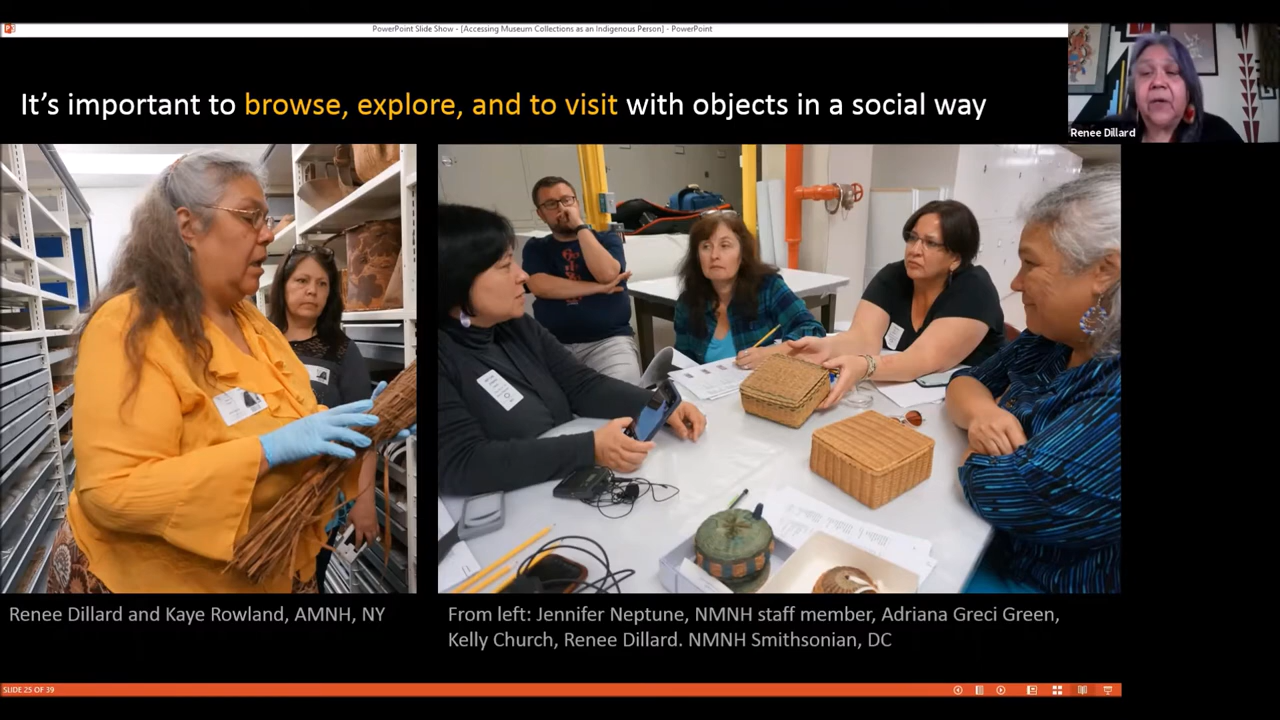 PowerPoint Slide Show - [Accessing Museum Collections as an Indigenous Person] - PowerPoint
It's important to browse, explore, and to visit with objects in a social way
Renee Dillard
Renee Dillard and Kaye Rowland, AMNH, NY
From left: Jennifer Neptune, NMNH staff member, Adriana Greci Green,
Kelly Church, Renee Dillard. NMNH Smithsonian, DC
SLIDE 25 OF 39